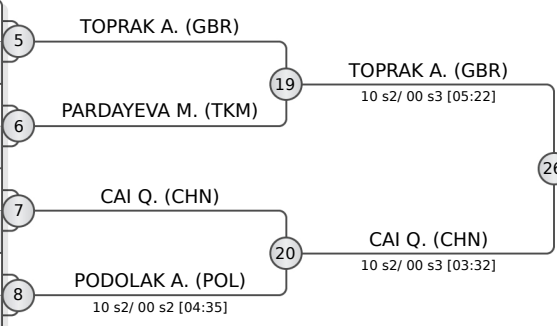 TOPRAK A. (GBR)
5
19
TOPRAK A. (GBR)
10 s2/ 00 s3 [05:22]
PARDAYEVA M. (TKM)
6
26
CAI Q. (CHN)
7
20
CAI Q. (CHN)
10 s2/ 00 s3 [03:32]
PODOLAK A. (POL)
8
10 s2/ 00 s2 [04:35]